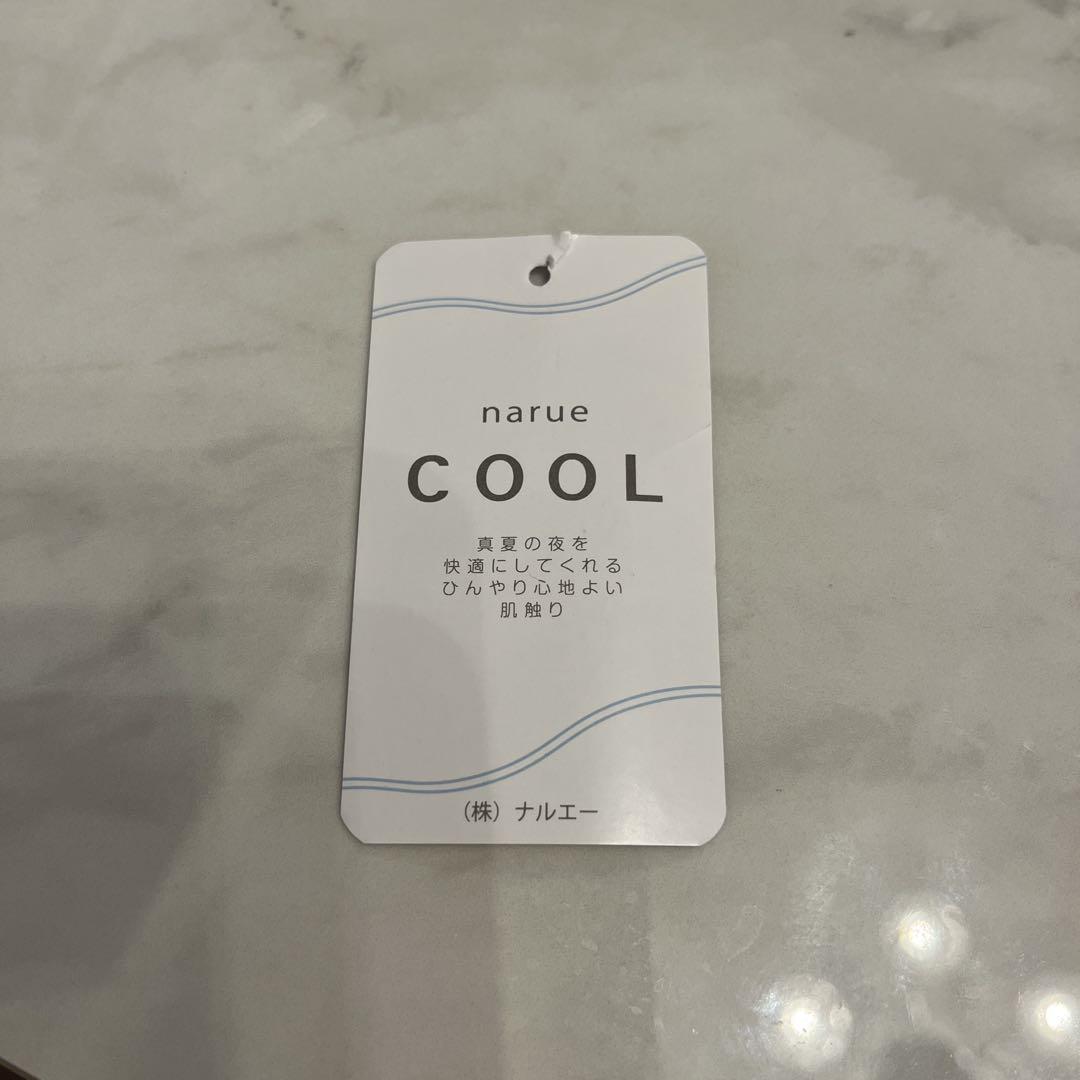 narue
COOL
真夏の夜を
快適にしてくれる
ひんやり心地よい
肌触り
（株）ナルエー